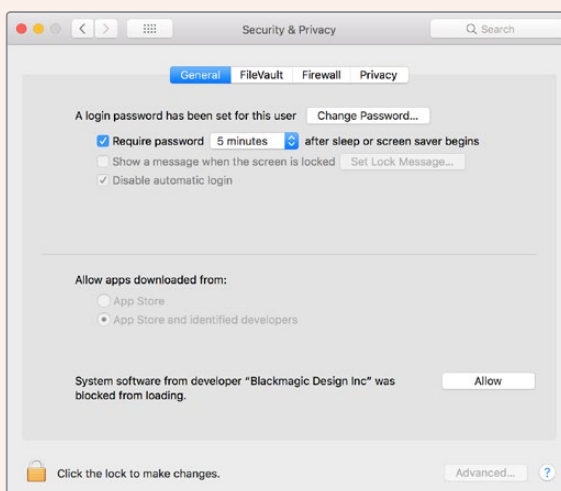 Security & Privacy
Search
General FileVault Firewall Privacy
A login password has been set for this user Change Password...
Require password 5 minutes after sleep or screen saver begins
Show a message when the screen is locked Set Lock Message...
Disable automatic login
Allow apps downloaded from:
App Store
App Store and identified developers
System software from developer “Blackmagic Design Inc” was Allow
blocked from loading.
Click the lock to make changes. Advanced... ?